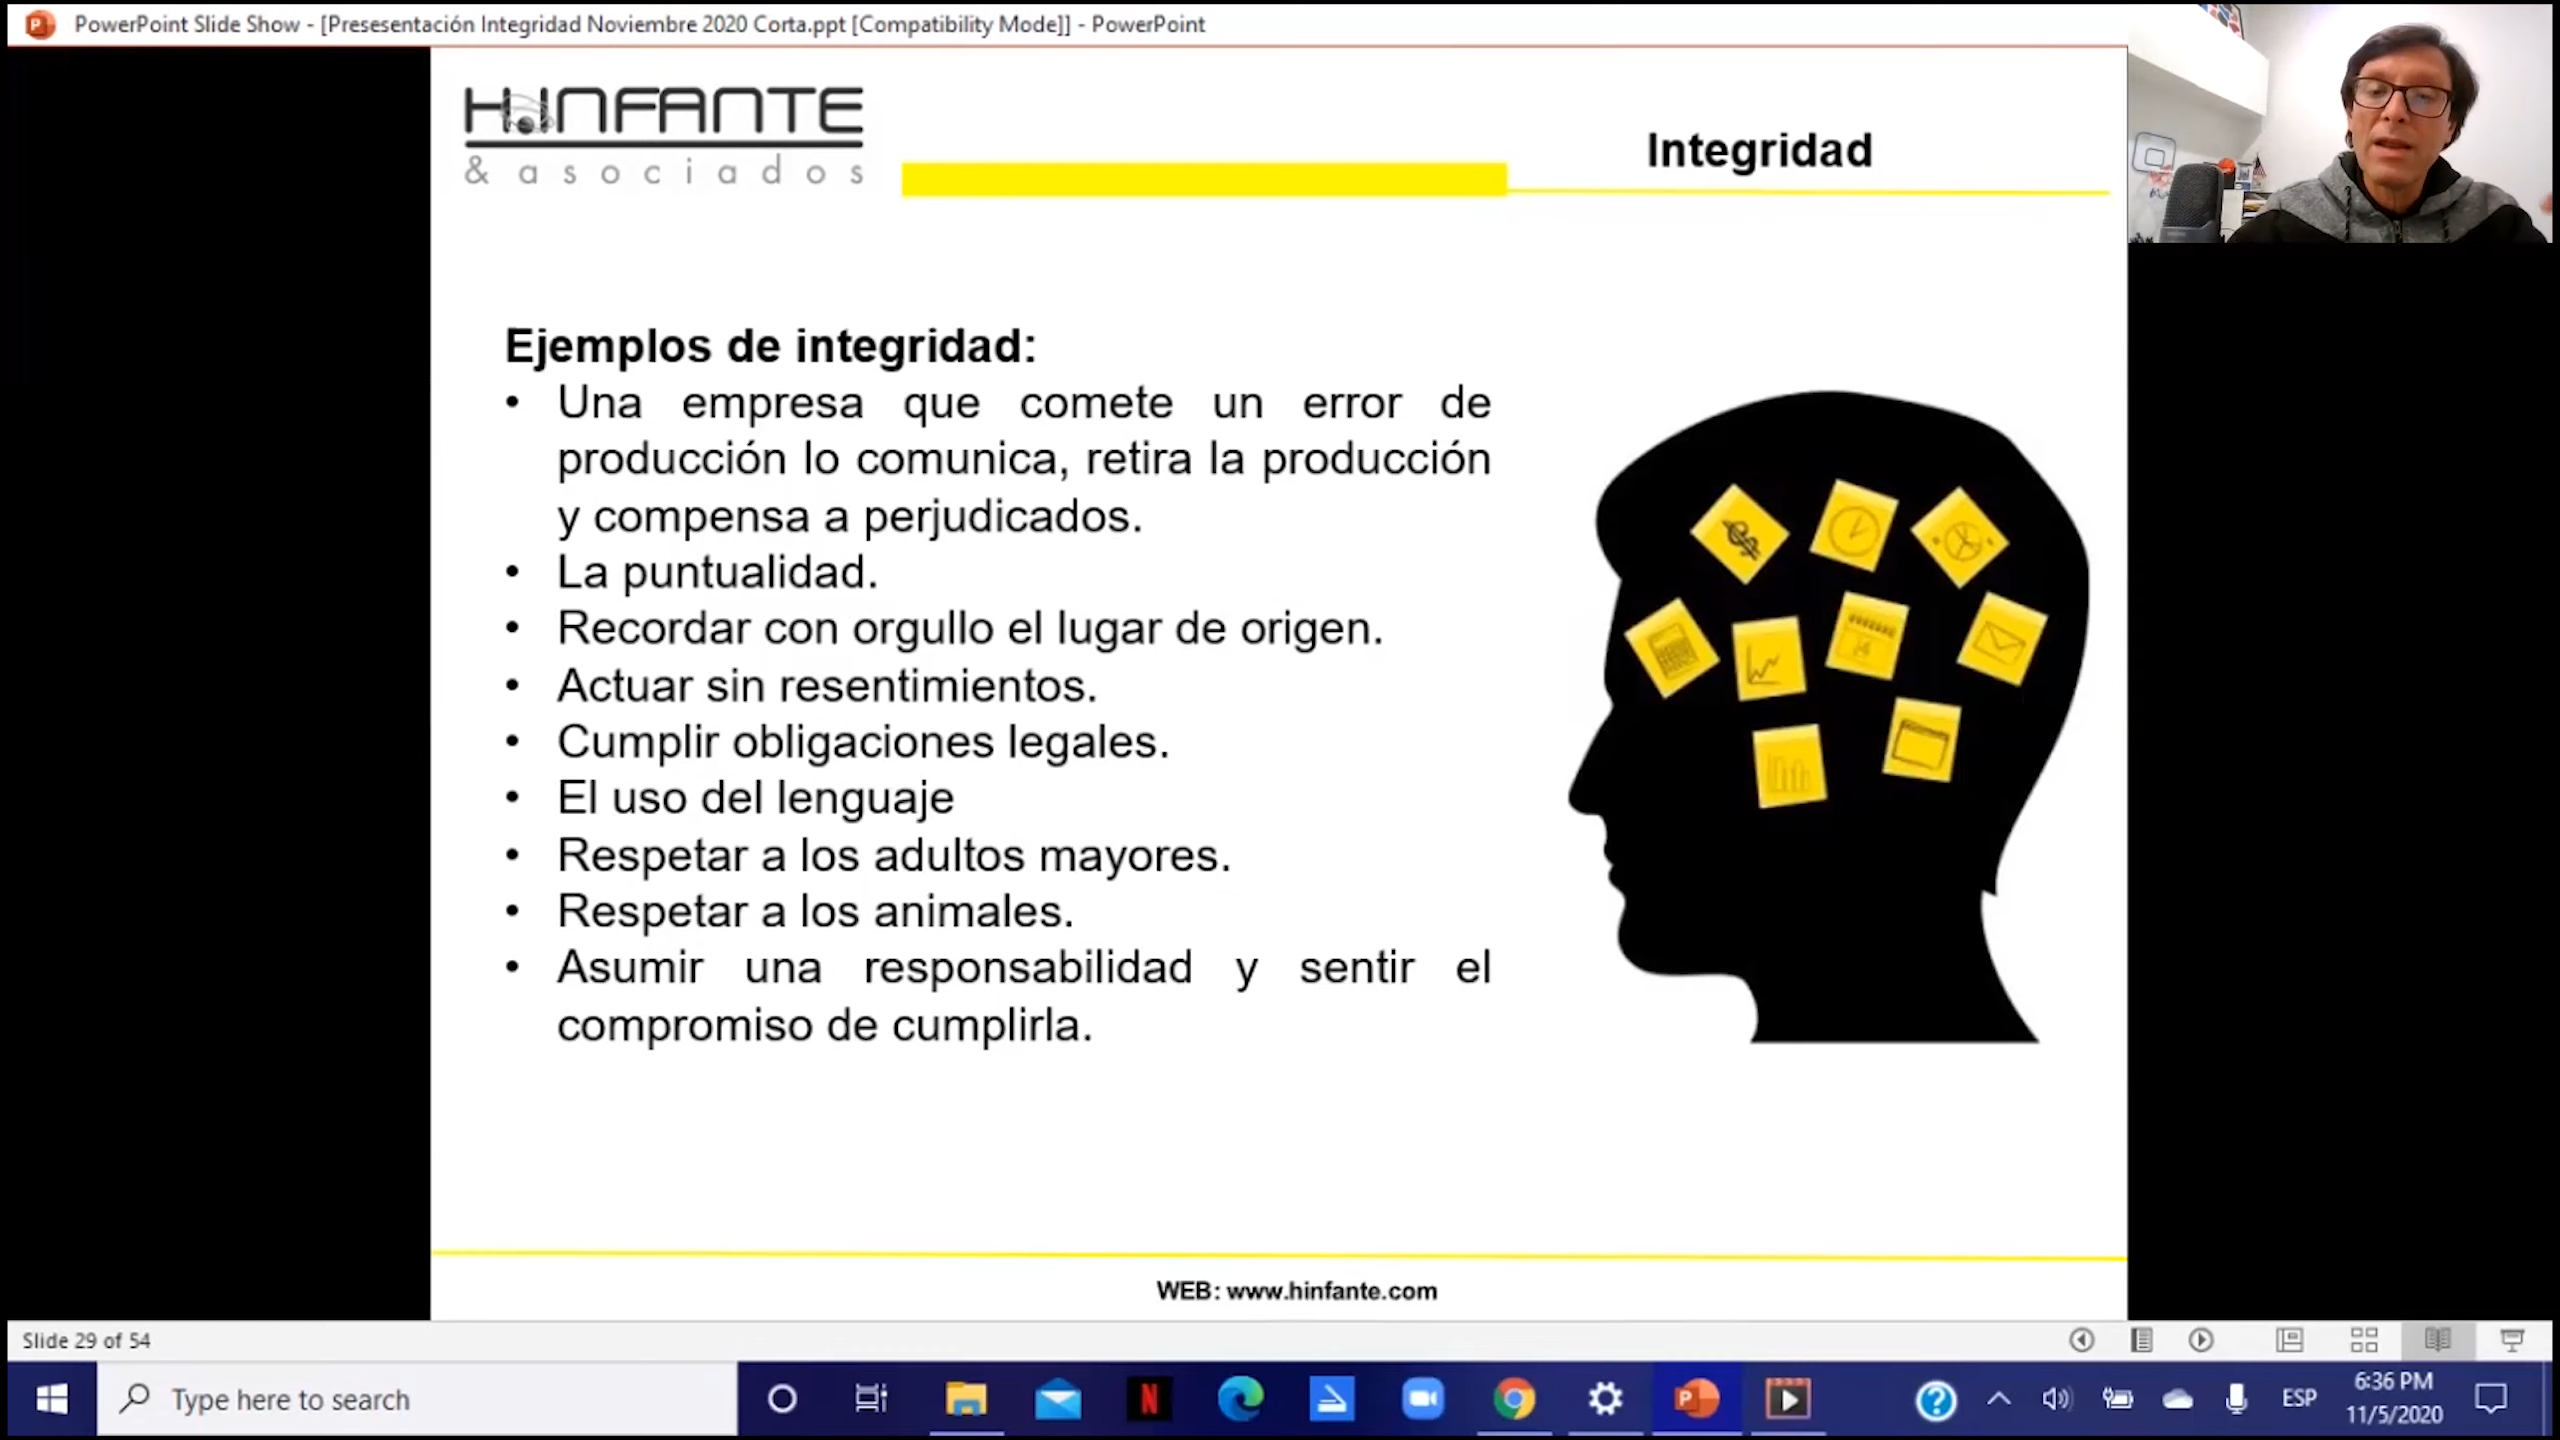 PowerPoint Slide Show - [Presesentación Integridad Noviembre 2020 Corta.ppt [Compatibility Mode]] - PowerPoint
H.INFANTE
& asociados
Integridad
Ejemplos de integridad:
• Una empresa que comete un error de
producción lo comunica, retira la producción
y compensa a perjudicados.
• La puntualidad.
• Recordar con orgullo el lugar de origen.
• Actuar sin resentimientos.
• Cumplir obligaciones legales.
• El uso del lenguaje
• Respetar a los adultos mayores.
• Respetar a los animales.
• Asumir una responsabilidad y sentir el
compromiso de cumplirla.
WEB: www.hinfante.com
Slide 29 of 54
Type here to search
ESP
6:36 PM
11/5/2020